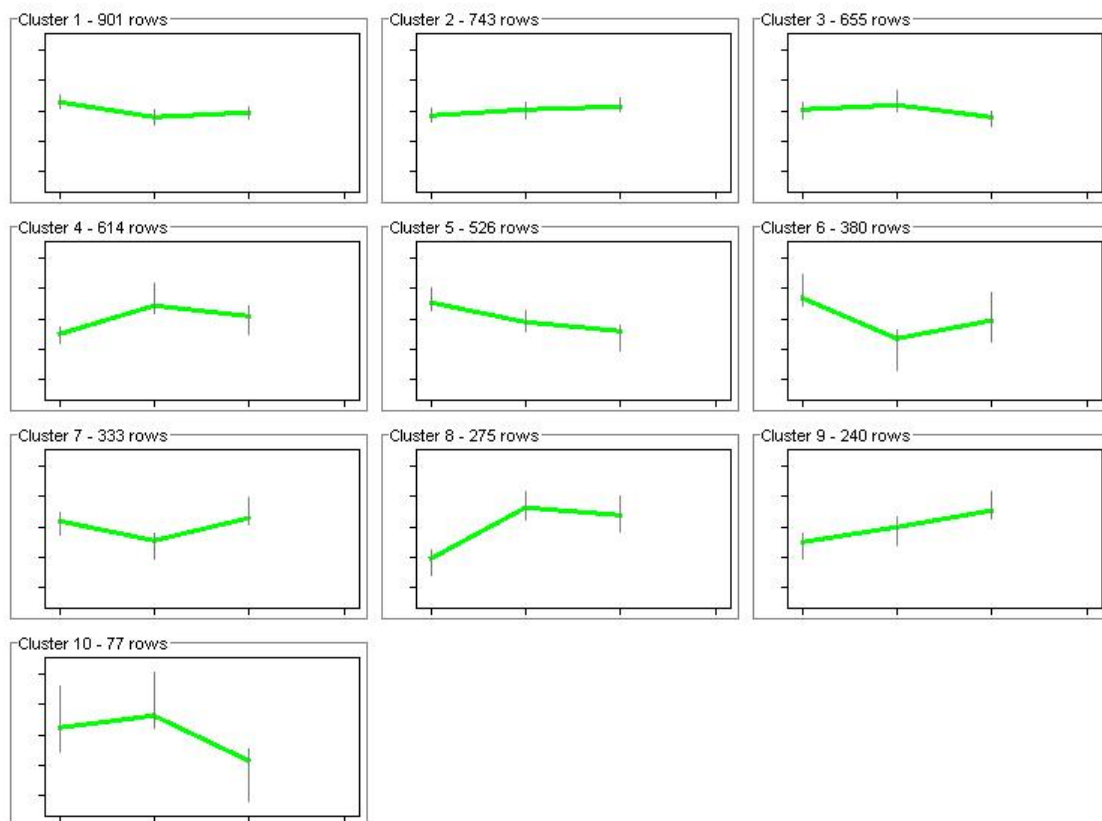 Cluster 1 - 901 rows
Cluster 2 - 743 rows
Cluster 3 - 655 rows
Cluster 4 - 614 rows
Cluster 5 - 526 rows
Cluster 6 - 380 rows
Cluster 7 - 333 rows
Cluster 8 - 275 rows
Cluster 9 - 240 rows
Cluster 10 - 77 rows